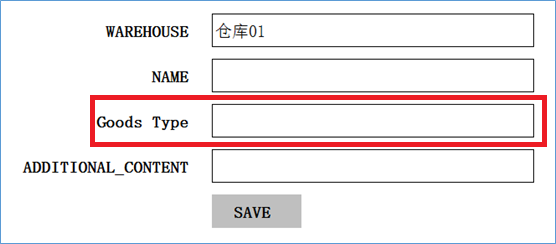 WAREHOUSE 仓库01
NAME
Goods Type
ADDITIONAL_CONTENT
SAVE